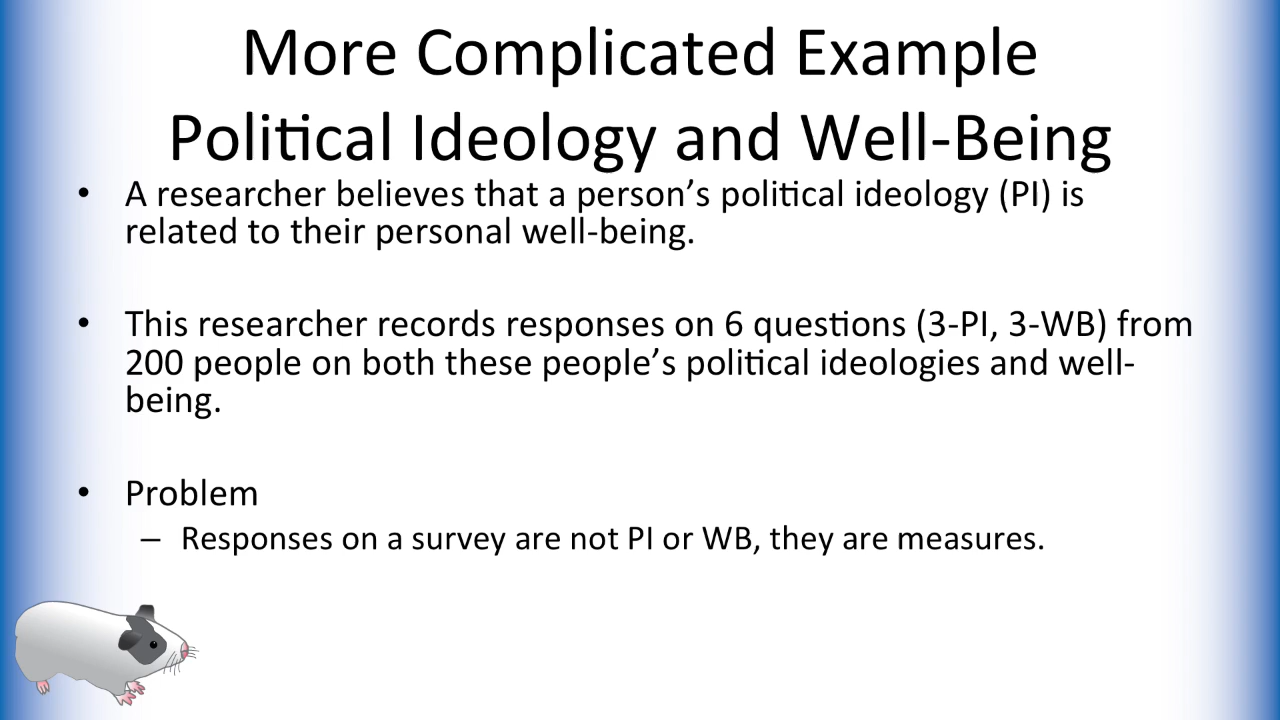 More Complicated Example
Political Ideology and Well-Being
• A researcher believes that a person’s political ideology (PI) is
related to their personal well-being.
• This researcher records responses on 6 questions (3-PI, 3-WB) from
200 people on both these people’s political ideologies and well-
being.
• Problem
– Responses on a survey are not PI or WB, they are measures.